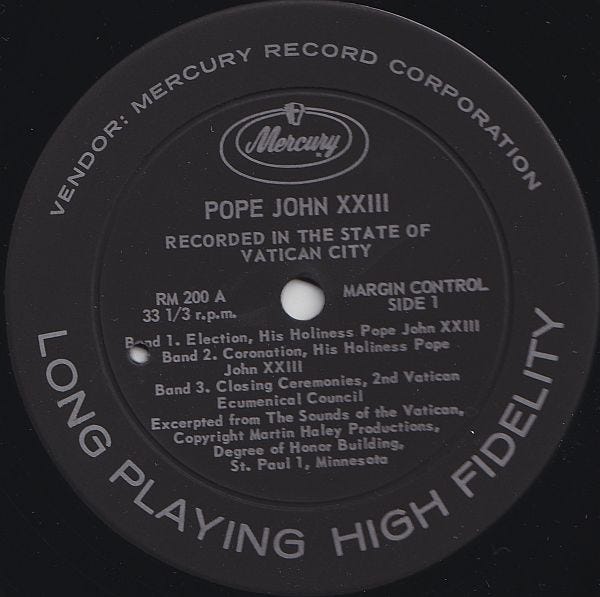 VENDOR: MERCURY RECORD CORPORATION
Mercury
POPE JOHN XXIII
RECORDED IN THE STATE OF
VATICAN CITY
RM 200 A
33 1/3 r.p.m.
MARGIN CONTROL
SIDE 1
Band 1. Election, His Holiness Pope John XXIII
Band 2. Coronation, His Holiness Pope
John XXIII
Band 3. Closing Ceremonies, 2nd Vatican
Ecumenical Council
Excerpted from The Sounds of the Vatican,
Copyright Martin Haley Productions,
Degree of Honor Building,
St. Paul 1, Minnesota
LONG PLAYING HIGH FIDELITY